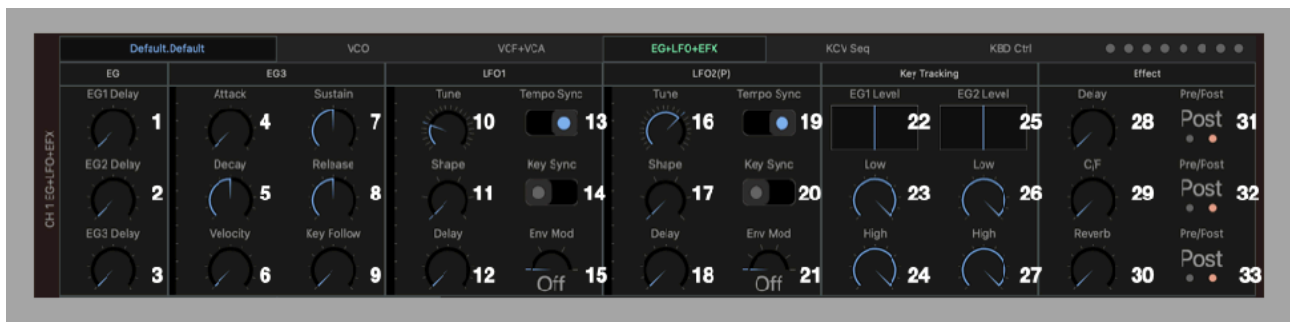 Default.Default VCO VCF+VCA EG+LFO+EFX KCV Seq KBD Ctrl
EG EG3 LFO1 LFO2(P) Key Tracking Effect
EG1 Delay Attack Sustain Tune Tempo Sync Tune Tempo Sync EG1 Level EG2 Level Delay Pre/Post
1 4 7 10 13 16 19 22 25 28 Post 31
EG2 Delay Decay Release Shape Key Sync Shape Key Sync Low Low C/F Pre/Post
2 5 8 11 14 17 20 23 26 29 Post 32
EG3 Delay Velocity Key Follow Delay Env Mod Delay Env Mod High High Reverb Pre/Post
3 6 9 12 Off 15 18 Off 21 24 27 30 Post 33
CH 1 EG+LFO+EFX